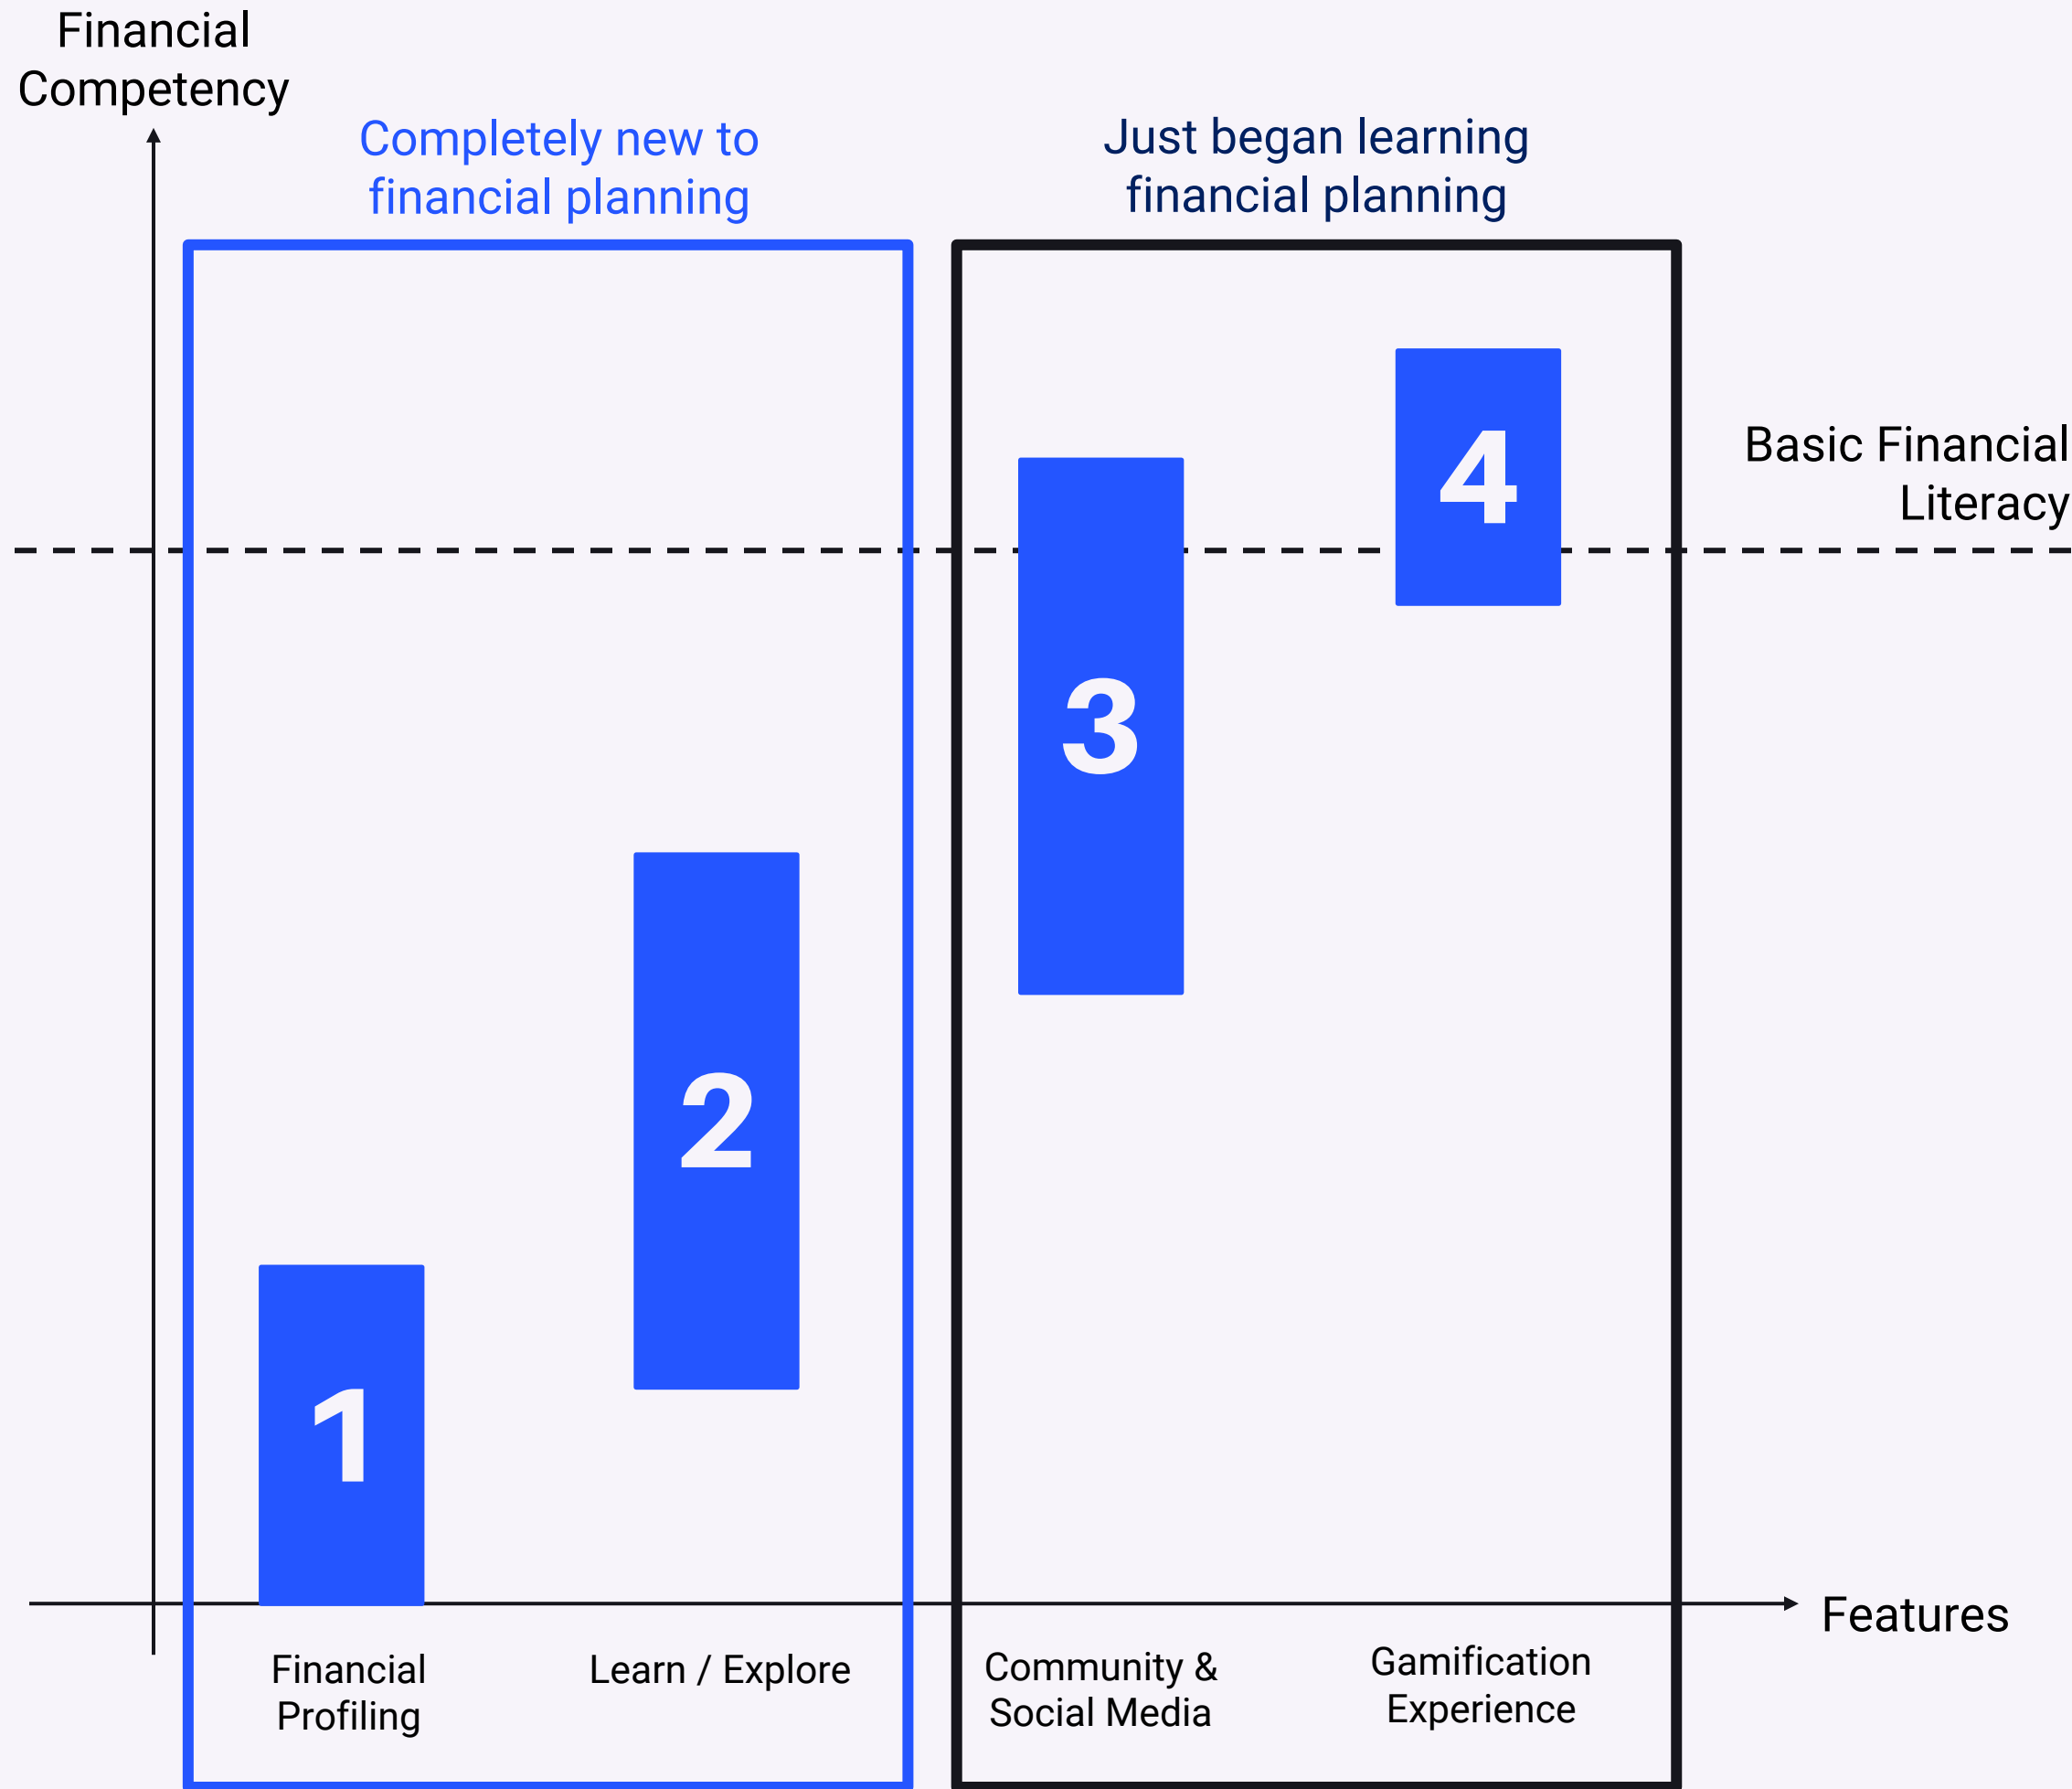 Financial
Competency
Completely new to
financial planning
Just began learning
financial planning
Basic Financial
Literacy
4
3
2
1
Features
Financial
Profiling
Learn / Explore
Community &
Social Media
Gamification
Experience